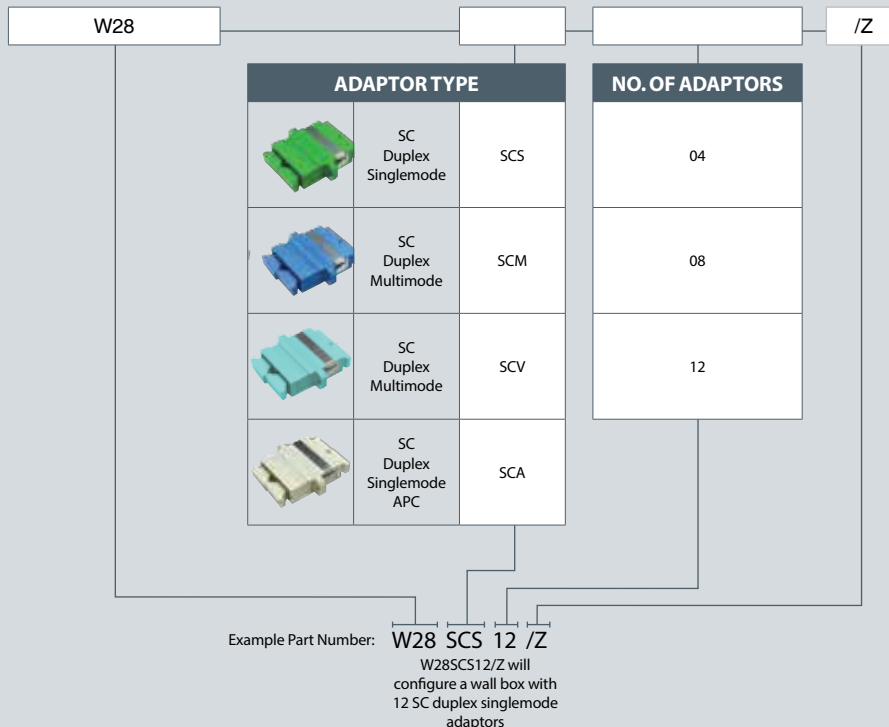 W28
/Z
ADAPTOR TYPE
NO. OF ADAPTORS
SC
Duplex
Singlemode
SCS
04
SC
Duplex
Multimode
SCM
08
SC
Duplex
Multimode
SCV
12
SC
Duplex
Singlemode
APC
SCA
Example Part Number: W28 SCS 12 /Z
W28SCS12/Z will
configure a wall box with
12 SC duplex singlemode
adaptors